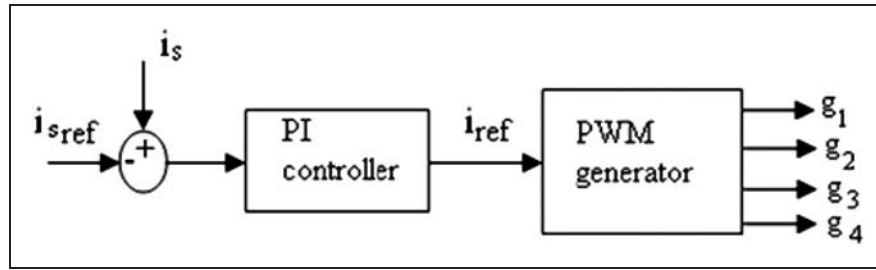 i_s
i_sref
- +
PI
controller
i_ref
PWM
generator
g_1
g_2
g_3
g_4